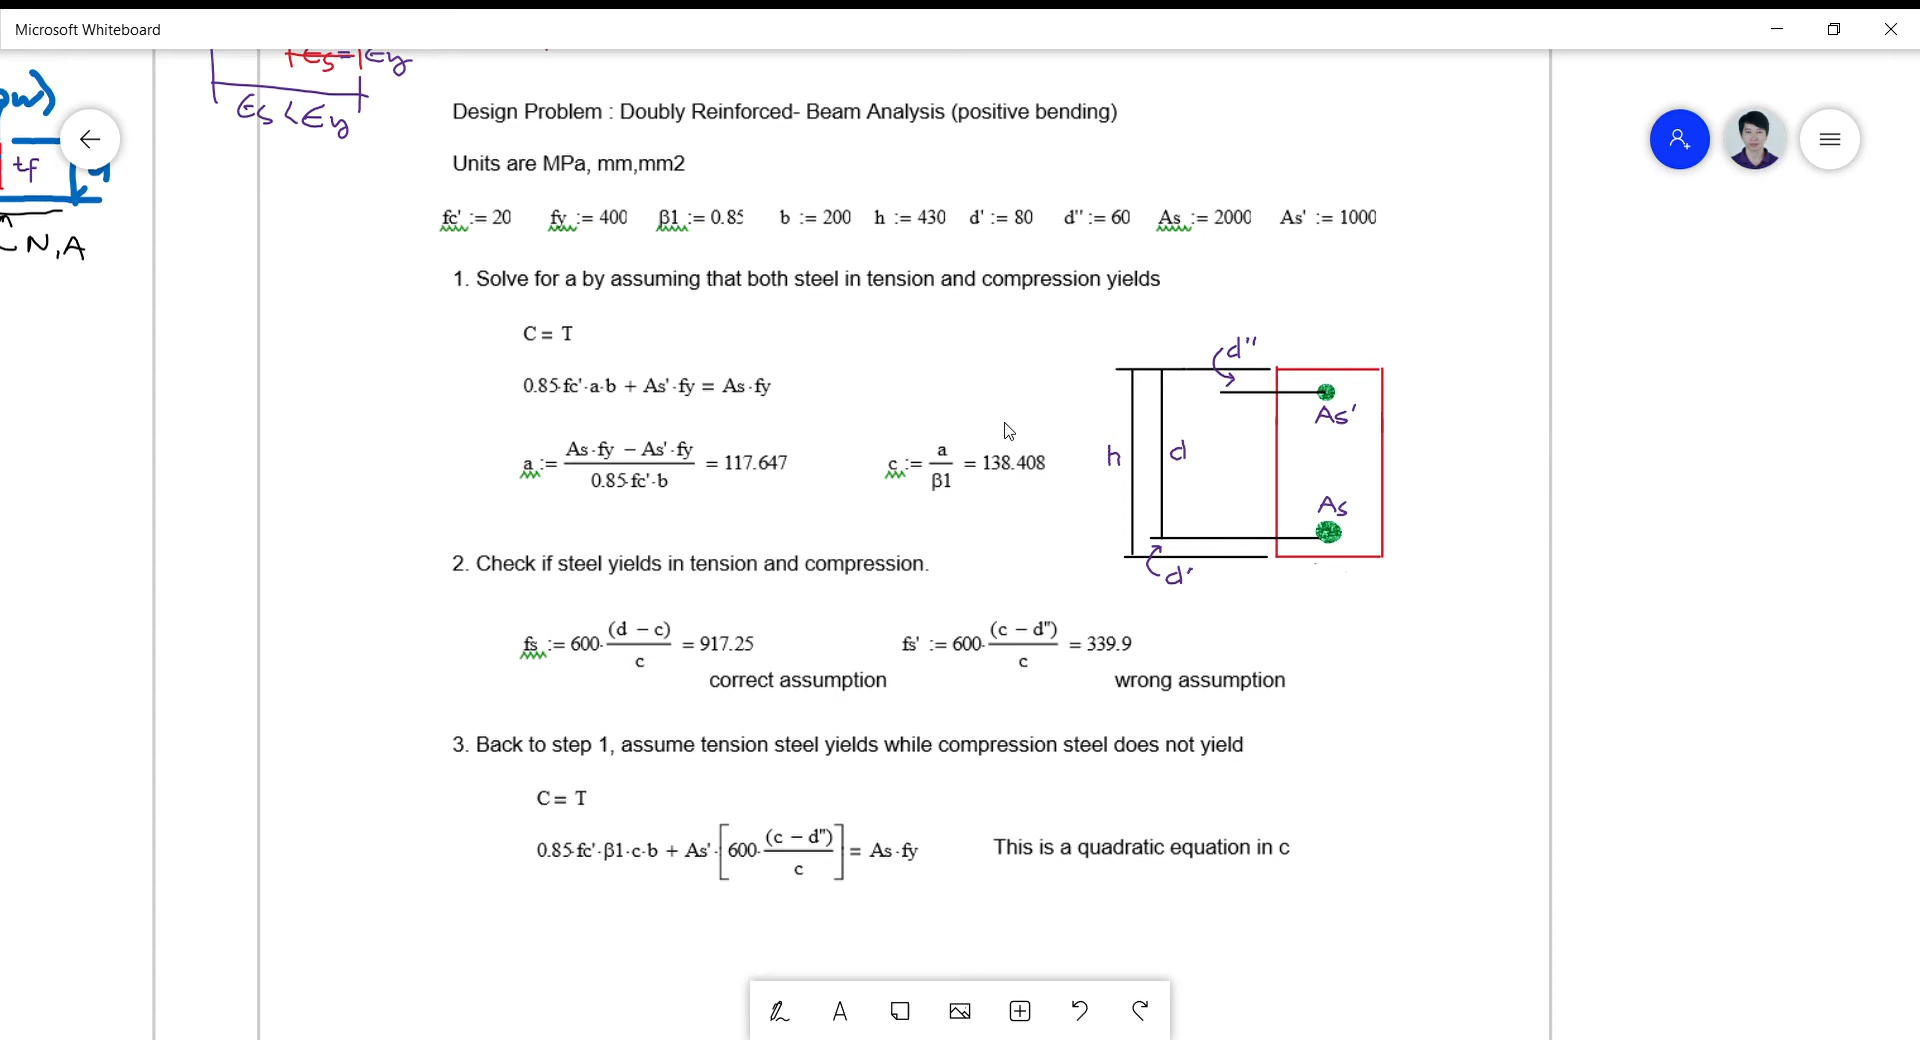 Microsoft Whiteboard
Es = Ey
Es < Ey
tf
N.A
Design Problem : Doubly Reinforced- Beam Analysis (positive bending)
Units are MPa, mm,mm2
fc' := 20 fy := 400 β1 := 0.85 b := 200 h := 430 d' := 80 d'' := 60 As := 2000 As' := 1000
1. Solve for a by assuming that both steel in tension and compression yields
C = T
0.85·fc'·a·b + As'·fy = As·fy
a := (As·fy − As'·fy) / (0.85·fc'·b) = 117.647 c := a / β1 = 138.408
d''
As'
h d
As
d'
2. Check if steel yields in tension and compression.
fs := 600·(d − c) / c = 917.25 fs' := 600·(c − d'') / c = 339.9
correct assumption wrong assumption
3. Back to step 1, assume tension steel yields while compression steel does not yield
C = T
0.85·fc'·β1·c·b + As'·[600·(c − d'') / c] = As·fy This is a quadratic equation in c